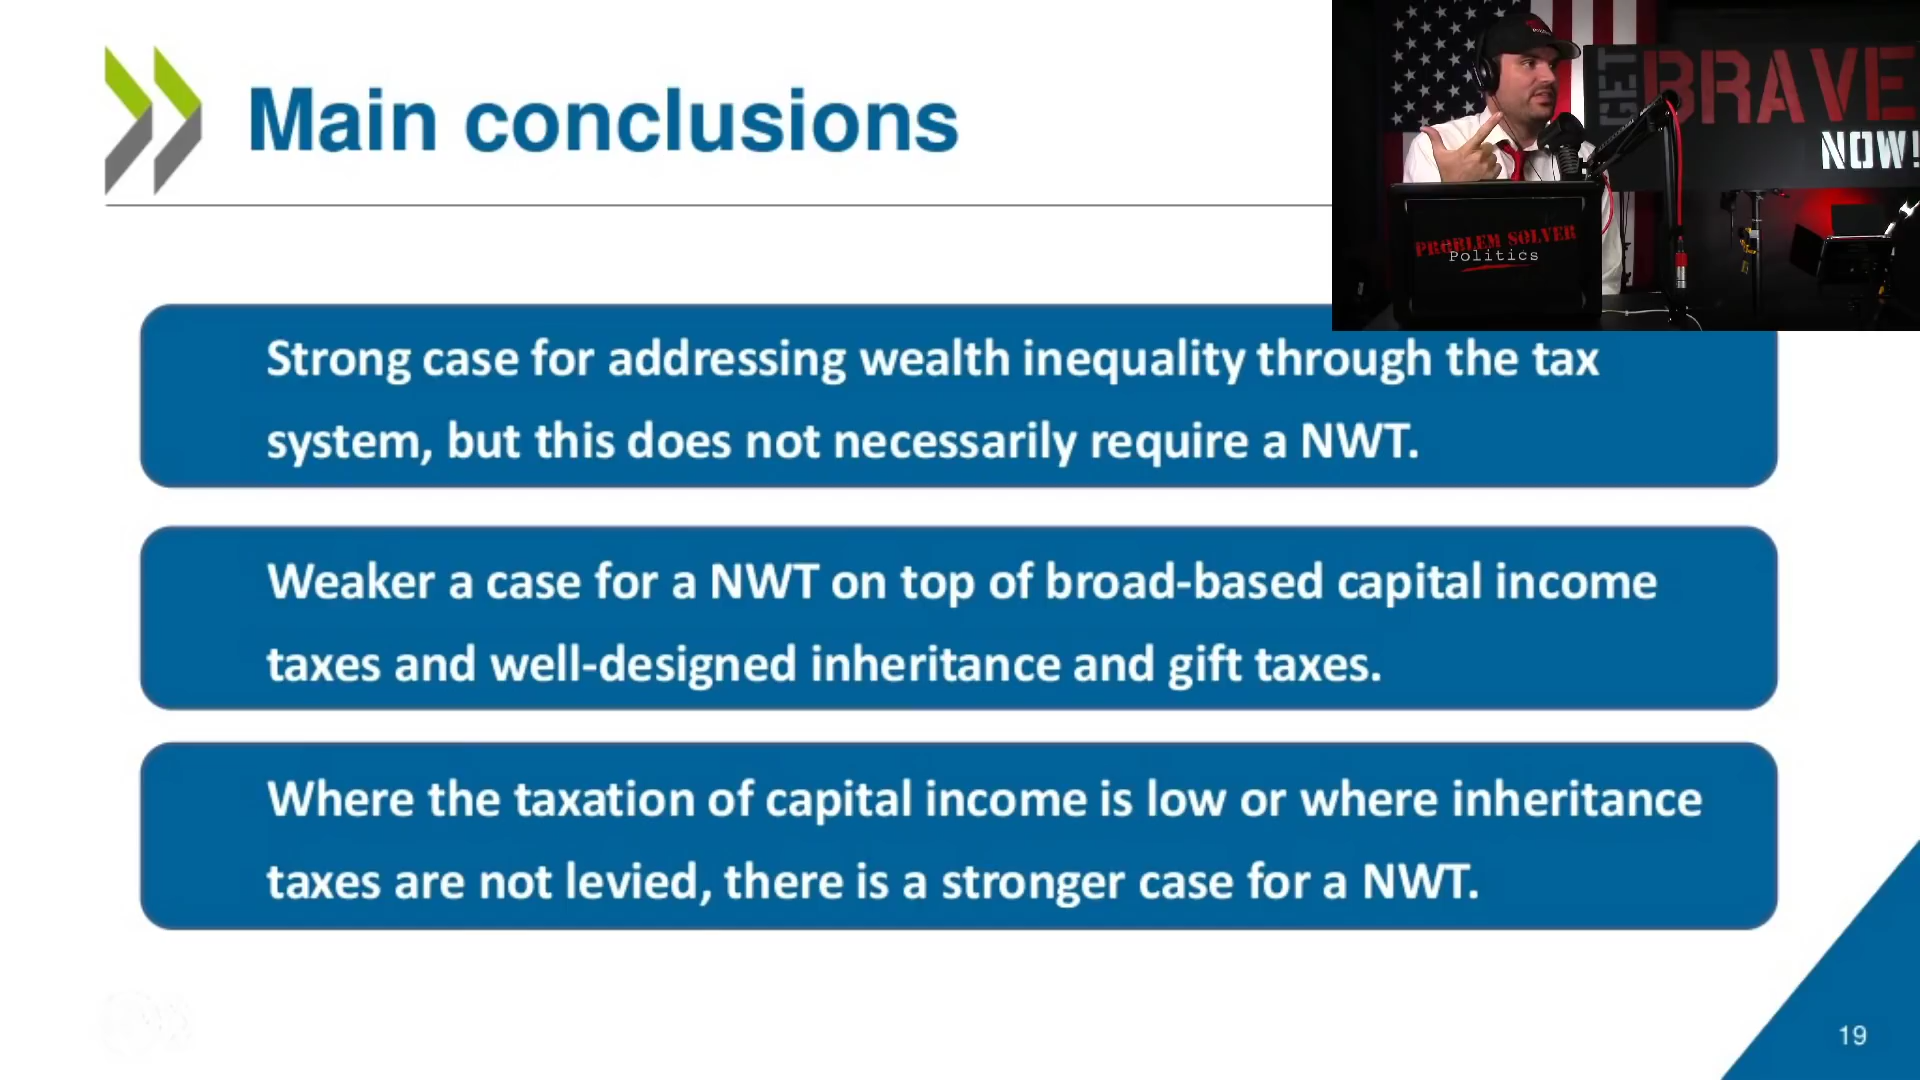 Main conclusions
GET
BRAVE
NOW!
PROBLEM SOLVER
Politics
Strong case for addressing wealth inequality through the tax
system, but this does not necessarily require a NWT.
Weaker a case for a NWT on top of broad-based capital income
taxes and well-designed inheritance and gift taxes.
Where the taxation of capital income is low or where inheritance
taxes are not levied, there is a stronger case for a NWT.
19